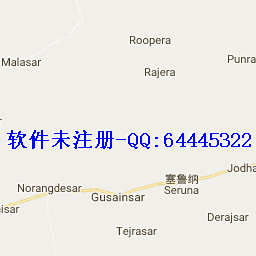 Roopera
Malasar
Punra
Rajera
软件未注册-QQ:64445322
Jodha
塞鲁纳
Seruna
Norangdesar
Gusainsar
isar
Derajsar
Tejrasar